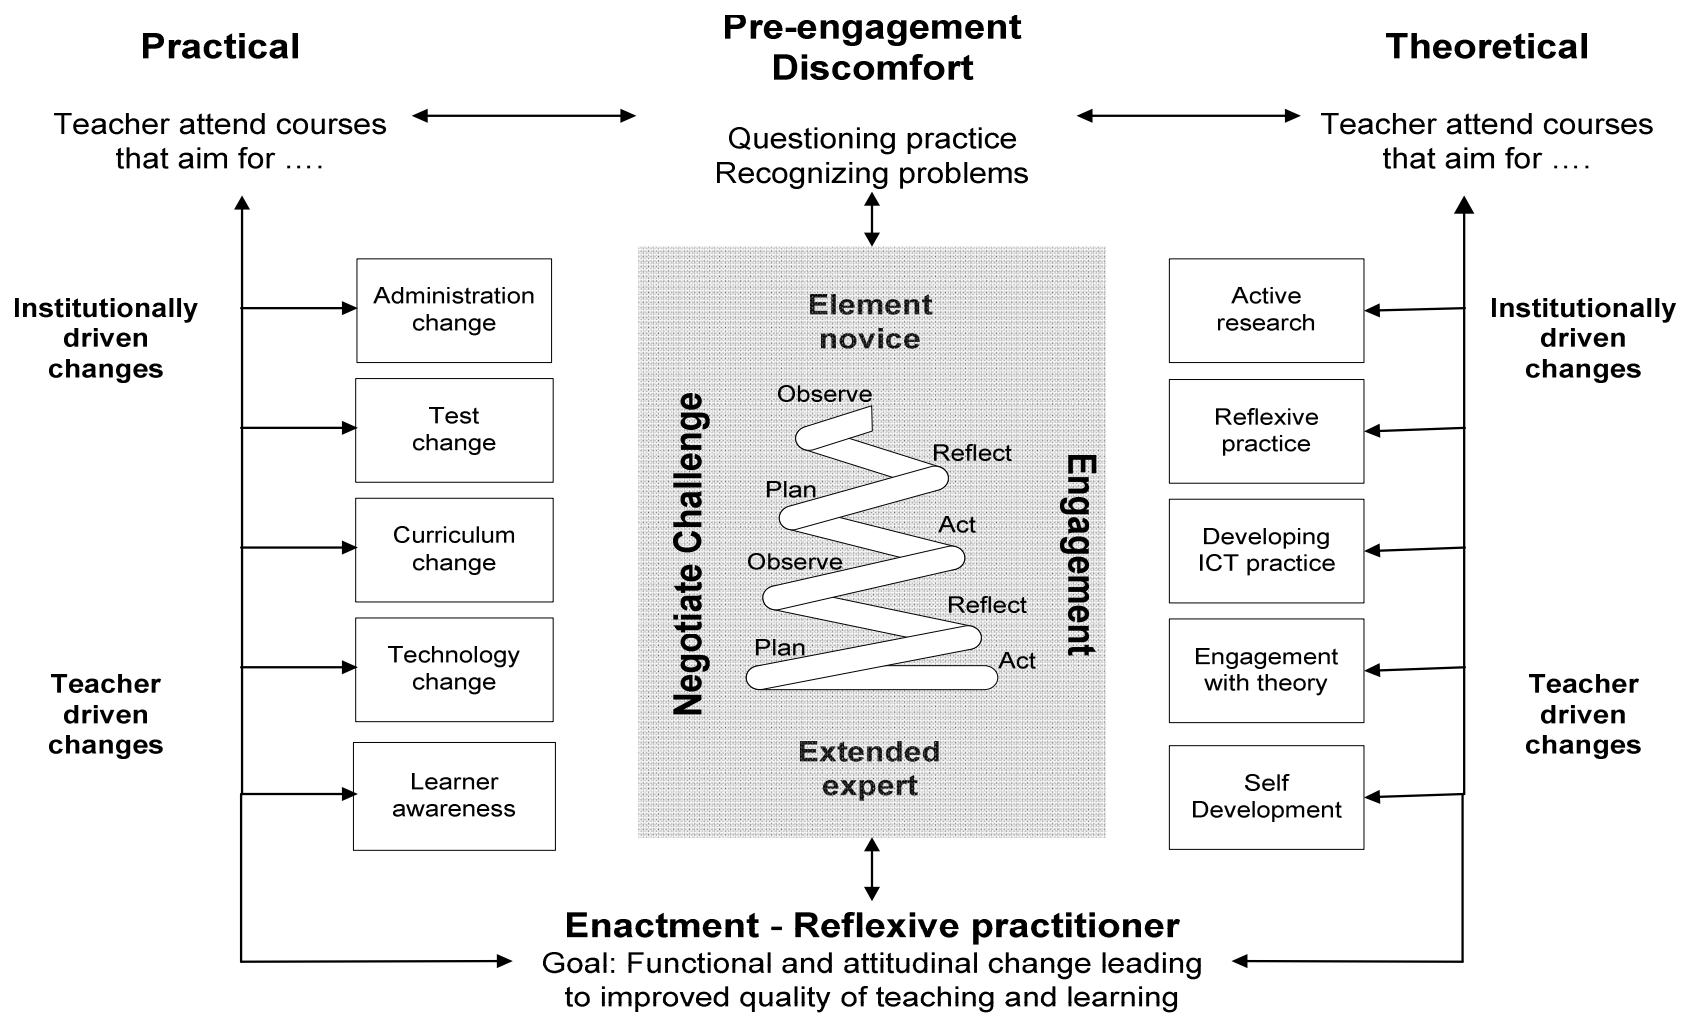 Practical
Teacher attend courses
that aim for ….
Pre-engagement
Discomfort
Questioning practice
Recognizing problems
Theoretical
Teacher attend courses
that aim for ….
Institutionally
driven
changes
Teacher
driven
changes
Administration
change
Test
change
Curriculum
change
Technology
change
Learner
awareness
Element
novice
Negotiate Challenge
Observe
Reflect
Plan
Act
Observe
Reflect
Plan
Act
Engagement
Extended
expert
Active
research
Reflexive
practice
Developing
ICT practice
Engagement
with theory
Self
Development
Institutionally
driven
changes
Teacher
driven
changes
Enactment - Reflexive practitioner
Goal: Functional and attitudinal change leading
to improved quality of teaching and learning